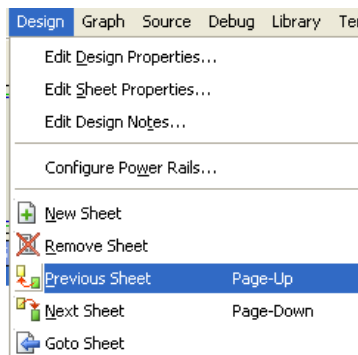 Design Graph Source Debug Library Te
Edit Design Properties...
Edit Sheet Properties...
Edit Design Notes...
Configure Power Rails...
New Sheet
Remove Sheet
Previous Sheet Page-Up
Next Sheet Page-Down
Goto Sheet